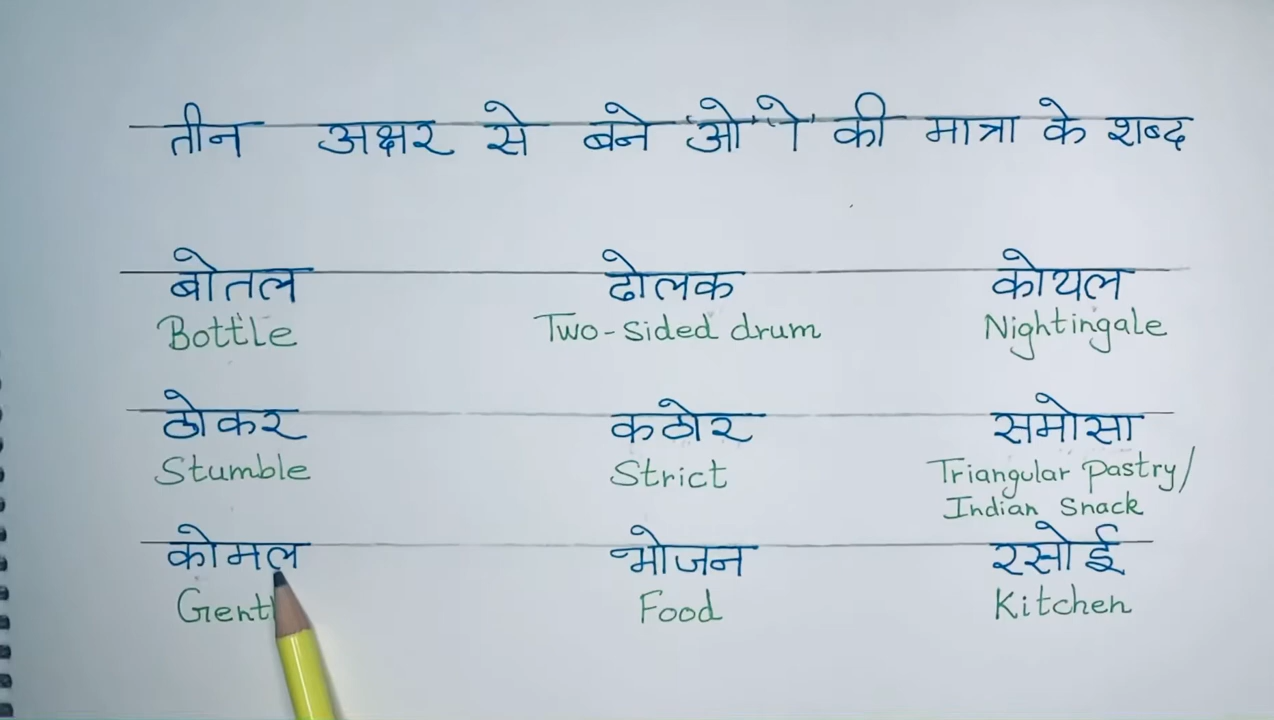 तीन अक्षर से बने 'ओ' 'ो' की मात्रा के शब्द
बोतल ढोलक कोयल
Bottle Two-sided drum Nightingale
ठोकर कठोर समोसा
Stumble Strict Triangular pastry/
Indian snack
कोमल भोजन रसोई
Food Kitchen